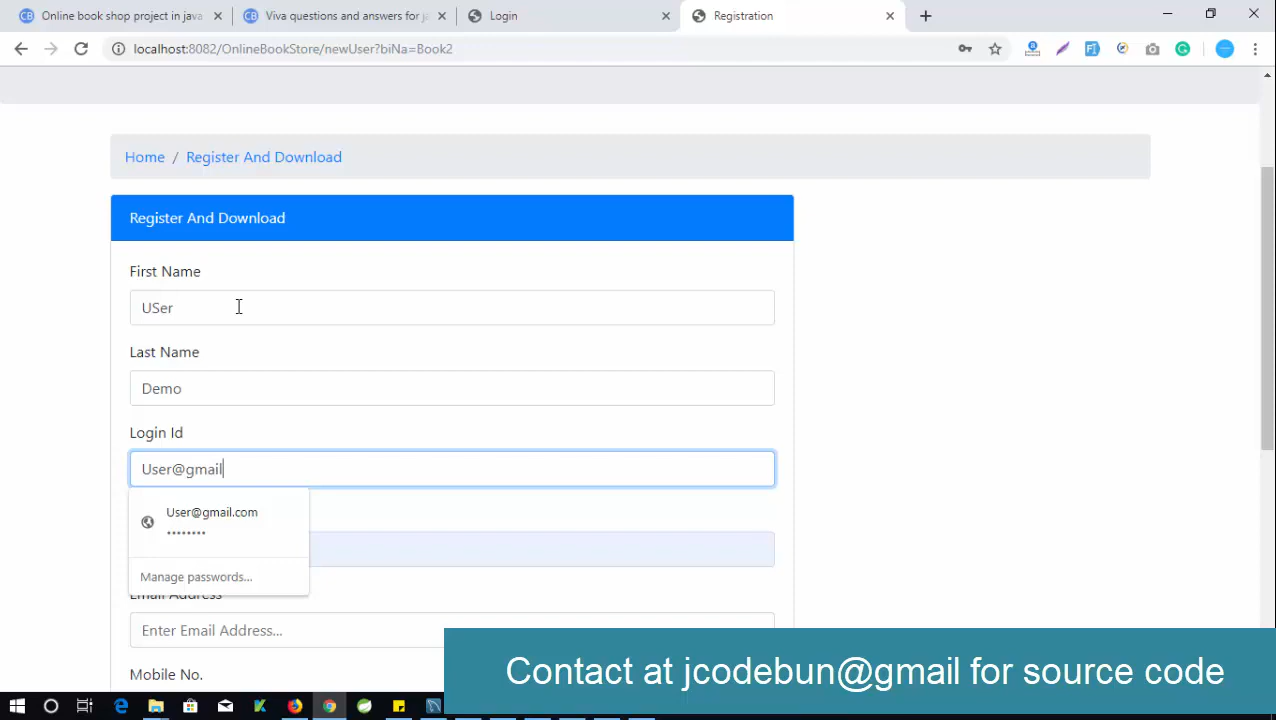 Online book shop project in java
Viva questions and answers for j
Login
Registration
localhost:8082/OnlineBookStore/newUser?biNa=Book2
Home / Register And Download
Register And Download
First Name
USer
Last Name
Demo
Login Id
User@gmail
User@gmail.com
••••••••
Manage passwords...
Email Address
Enter Email Address...
Mobile No.
Contact at jcodebun@gmail for source code